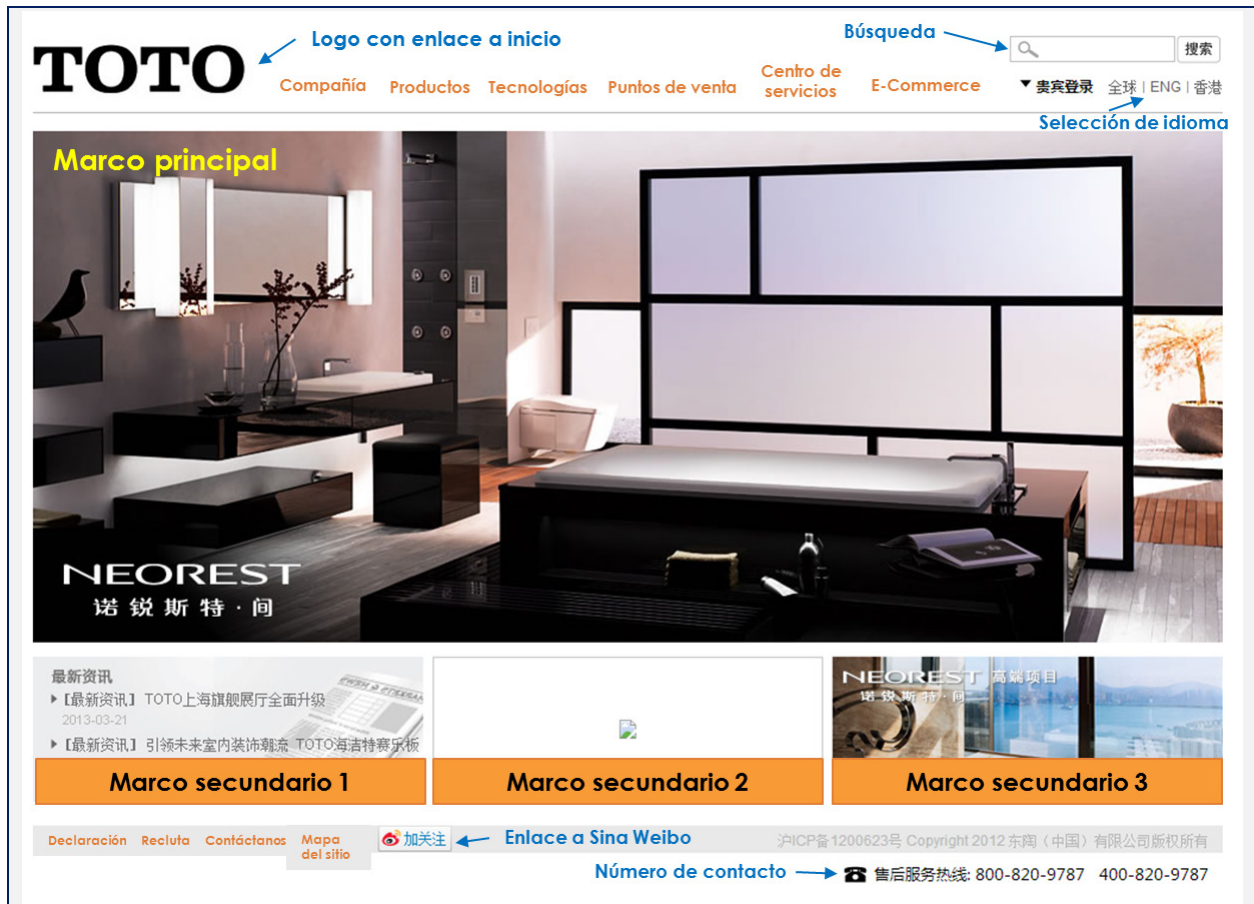 TOTO
Logo con enlace a inicio
Búsqueda
搜索
Compañía
Productos
Tecnologías
Puntos de venta
Centro de
servicios
E-Commerce
▼ 贵宾登录 全球 | ENG | 香港
Selección de idioma
Marco principal
NEOREST
诺锐斯特·间
最新资讯
【最新资讯】 TOTO上海旗舰展厅全面升级
2013-03-21
【最新资讯】 引领未来室内装饰潮流 TOTO海吉特赛乐板
NEOREST 高端项目
诺锐斯特·间
Marco secundario 1
Marco secundario 2
Marco secundario 3
Declaración
Recluta
Contáctanos
Mapa
del sitio
加关注
Enlace a Sina Weibo
沪ICP备1200623号 Copyright 2012 东陶（中国）有限公司版权所有
Número de contacto
售后服务热线: 800-820-9787 400-820-9787